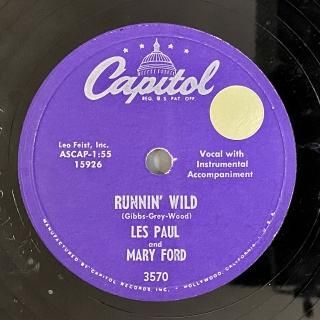 Capitol
REG. U.S. PAT. OFF.
Leo Feist, Inc.
ASCAP-1:55
15926
Vocal with
Instrumental
Accompaniment
RUNNIN' WILD
(Gibbs-Grey-Wood)
LES PAUL
and
MARY FORD
3570
MANUFACTURED BY CAPITOL RECORDS, INC. • HOLLYWOOD, CALIFORNIA, U.S.A.